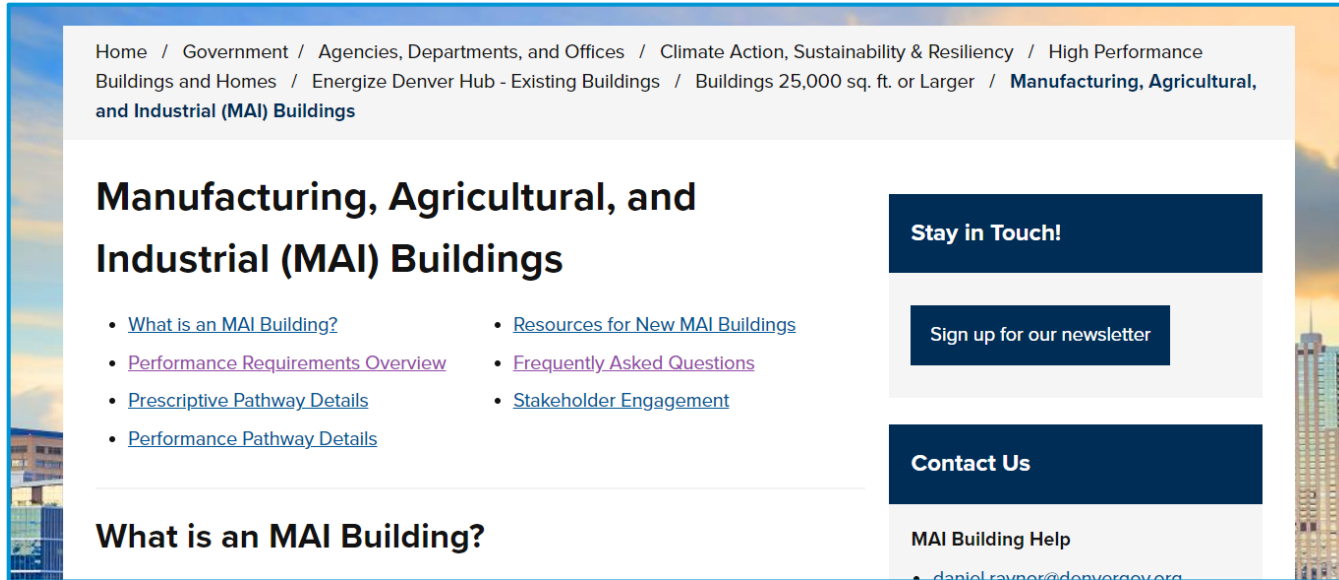 Home / Government / Agencies, Departments, and Offices / Climate Action, Sustainability & Resiliency / High Performance
Buildings and Homes / Energize Denver Hub - Existing Buildings / Buildings 25,000 sq. ft. or Larger / Manufacturing, Agricultural,
and Industrial (MAI) Buildings
Manufacturing, Agricultural, and
Industrial (MAI) Buildings
• What is an MAI Building?
• Performance Requirements Overview
• Prescriptive Pathway Details
• Performance Pathway Details
• Resources for New MAI Buildings
• Frequently Asked Questions
• Stakeholder Engagement
What is an MAI Building?
Stay in Touch!
Sign up for our newsletter
Contact Us
MAI Building Help
• daniel.raynor@denvergov.org